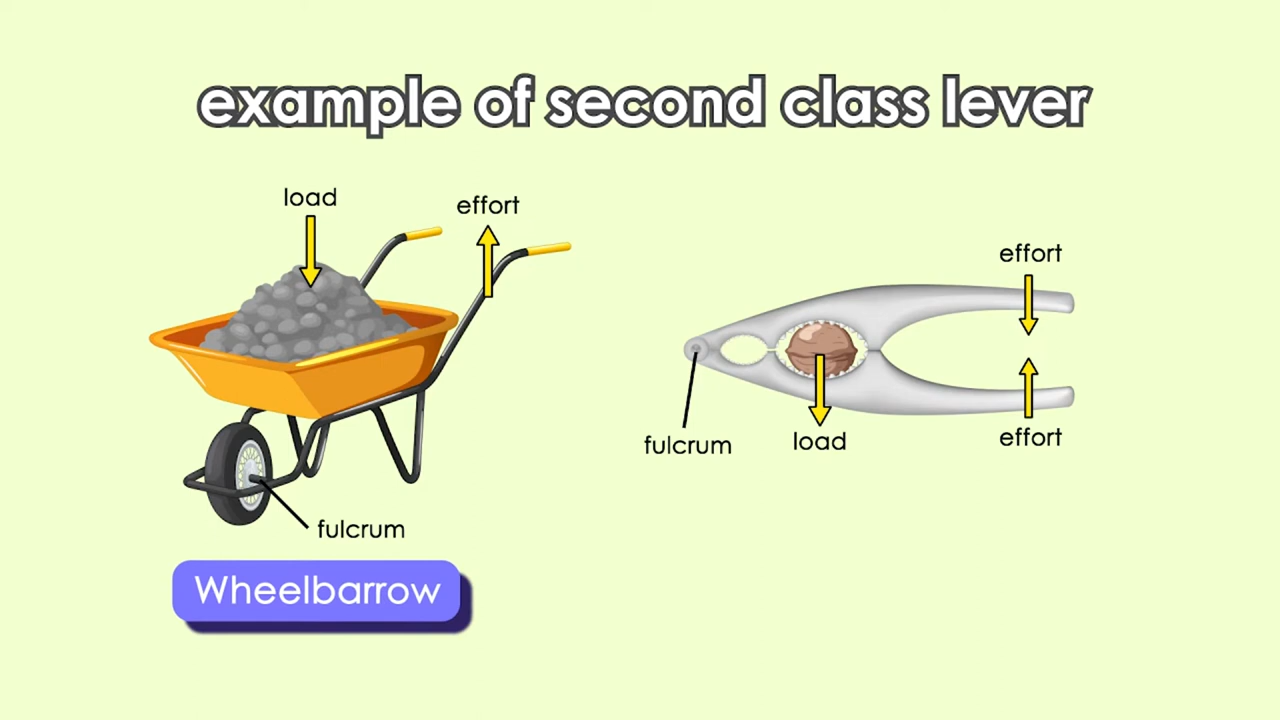 example of second class lever
load
effort
fulcrum
Wheelbarrow
effort
fulcrum
load
effort